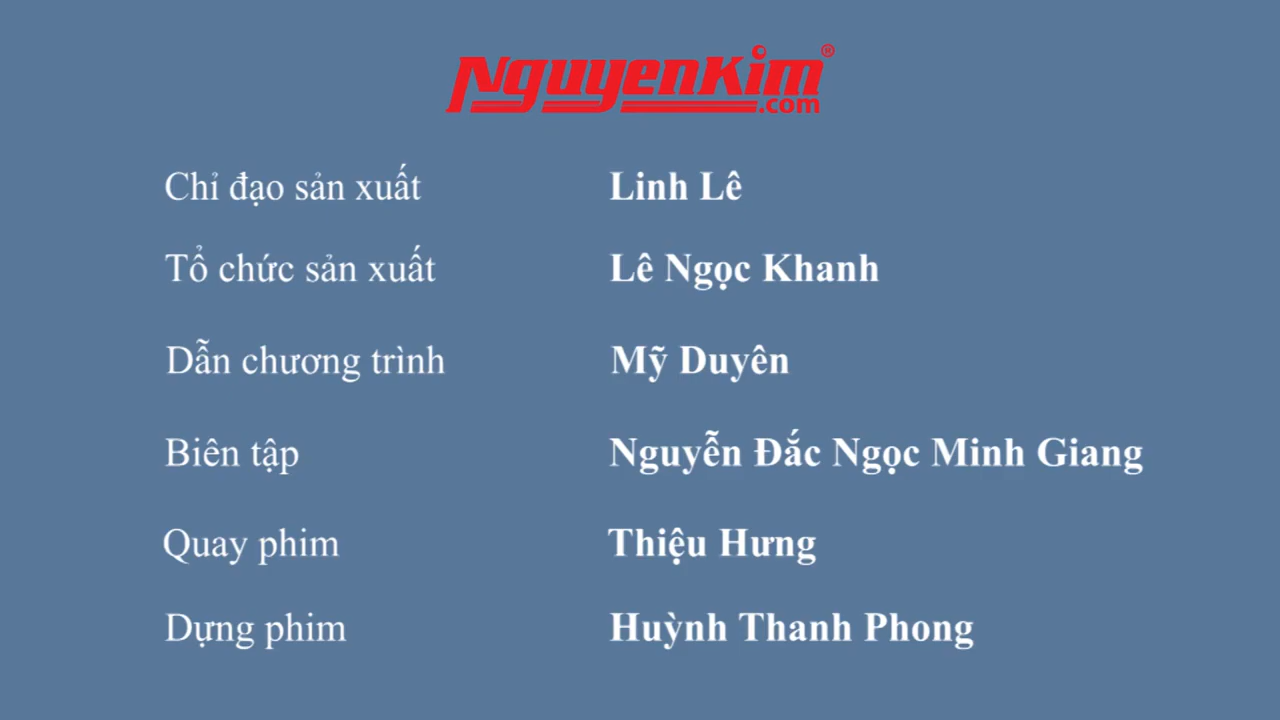 NguyenKim®
.com
Chỉ đạo sản xuất Linh Lê
Tổ chức sản xuất Lê Ngọc Khanh
Dẫn chương trình Mỹ Duyên
Biên tập Nguyễn Đắc Ngọc Minh Giang
Quay phim Thiệu Hưng
Dựng phim Huỳnh Thanh Phong